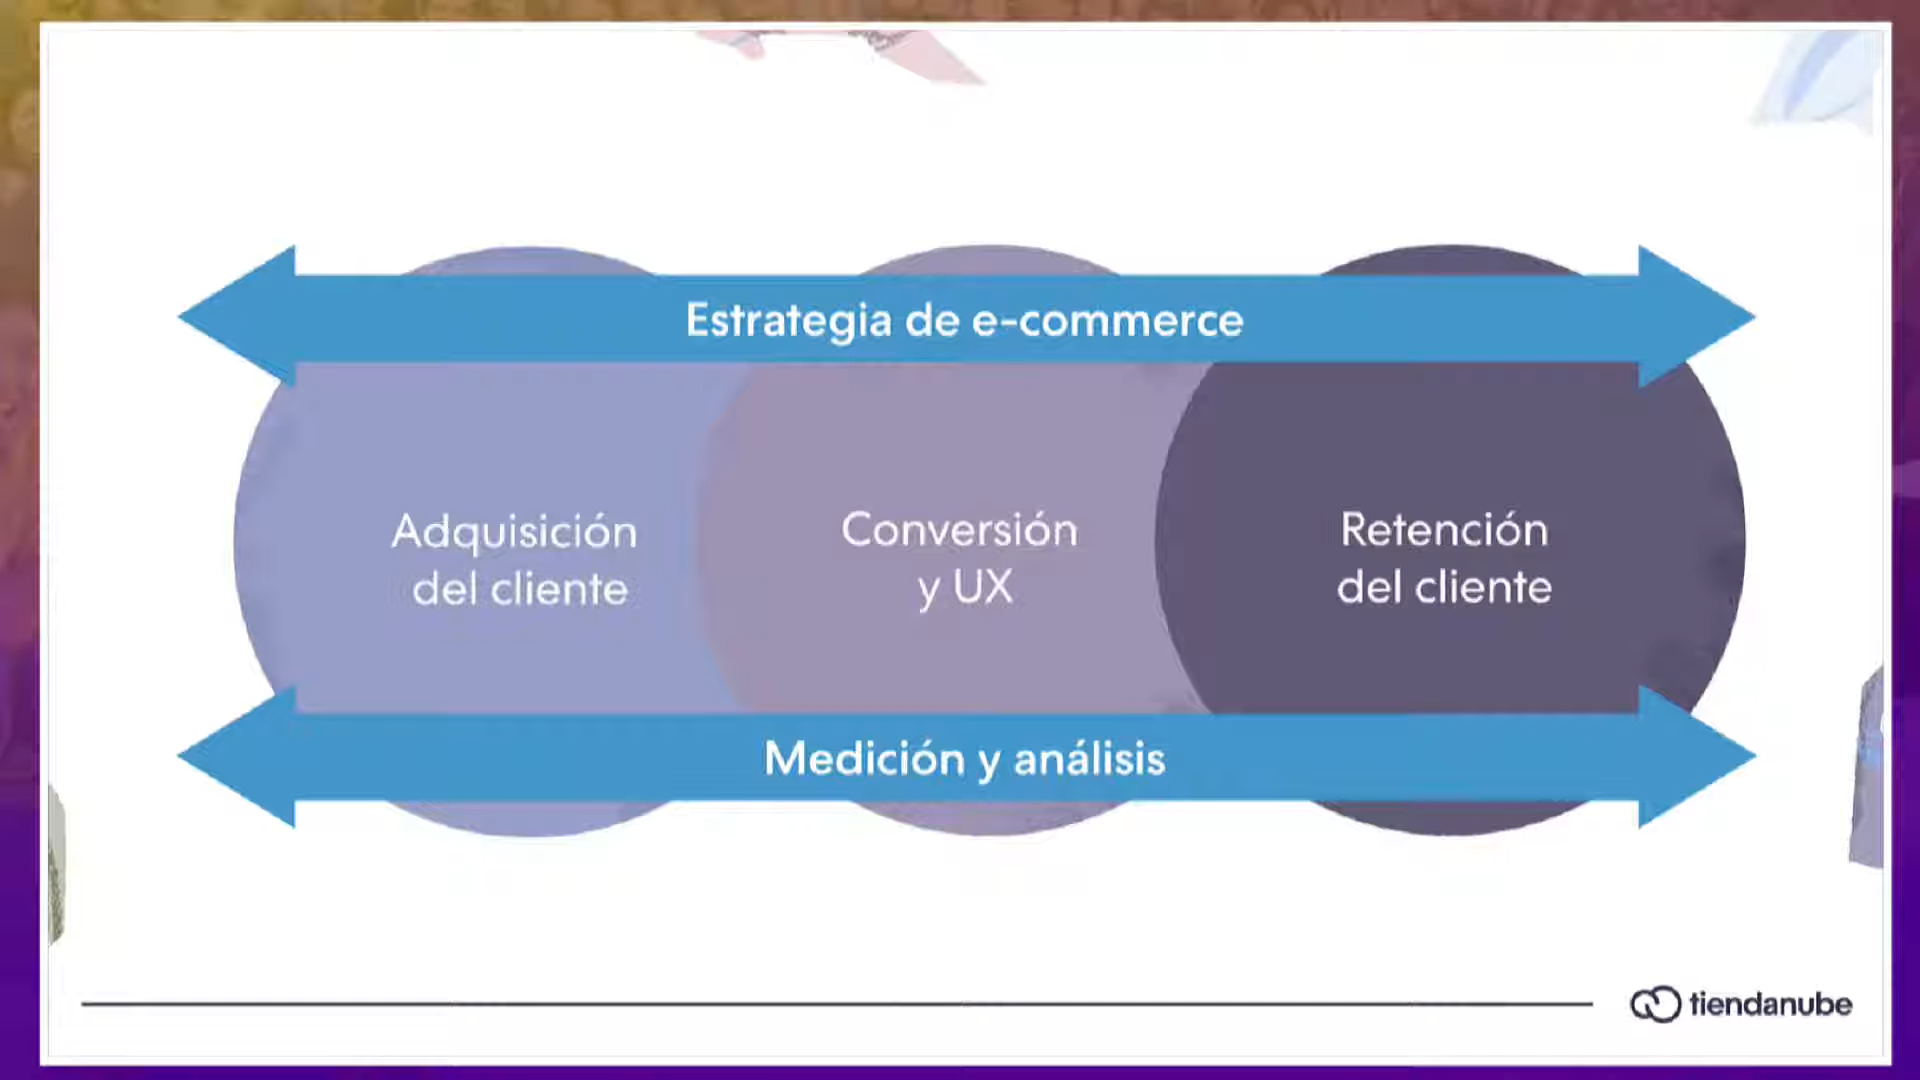 Estrategia de e-commerce
Adquisición
del cliente
Conversión
y UX
Retención
del cliente
Medición y análisis
tiendanube